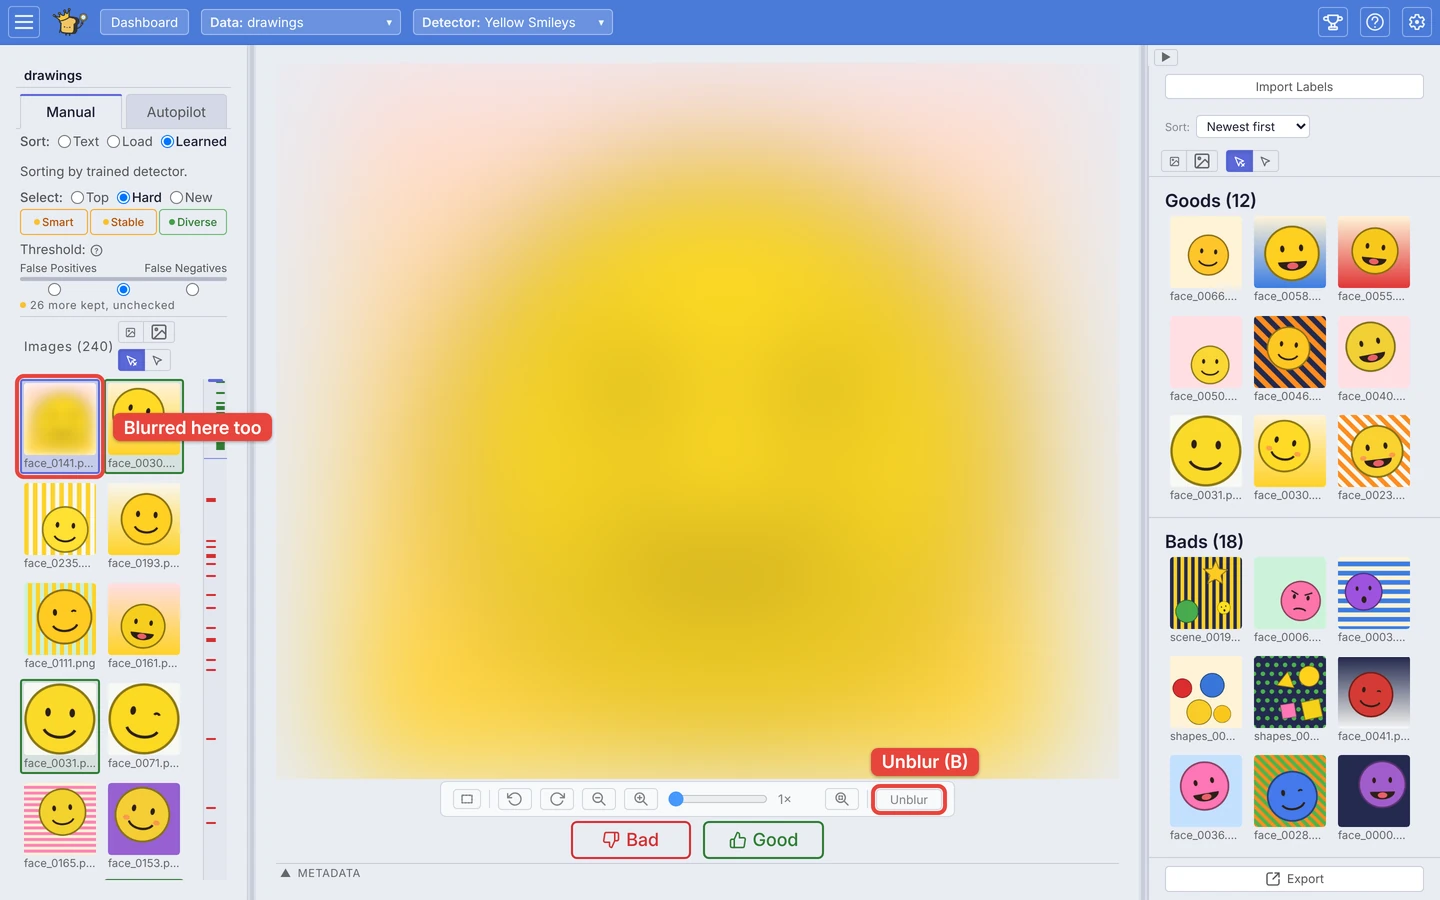 Dashboard
Data: drawings
Detector: Yellow Smileys
drawings
Manual
Autopilot
Sort: Text Load Learned
Sorting by trained detector.
Select: Top Hard New
Smart
Stable
Diverse
Threshold:
False Positives
False Negatives
26 more kept, unchecked
Images (240)
face_0141.p...
face_0030....
Blurred here too
face_0235....
face_0193.p...
face_0111.png
face_0161.p...
face_0031.p...
face_0071.p...
face_0165.p...
face_0153.p...
Unblur (B)
1×
Unblur
Bad
Good
METADATA
Import Labels
Sort: Newest first
Goods (12)
face_0066....
face_0058....
face_0055....
face_0050....
face_0046....
face_0040....
face_0031.p...
face_0030....
face_0023....
Bads (18)
scene_0019...
face_0006....
face_0003....
shapes_00...
shapes_00...
face_0041.p...
face_0036....
face_0028....
face_0000....
Export